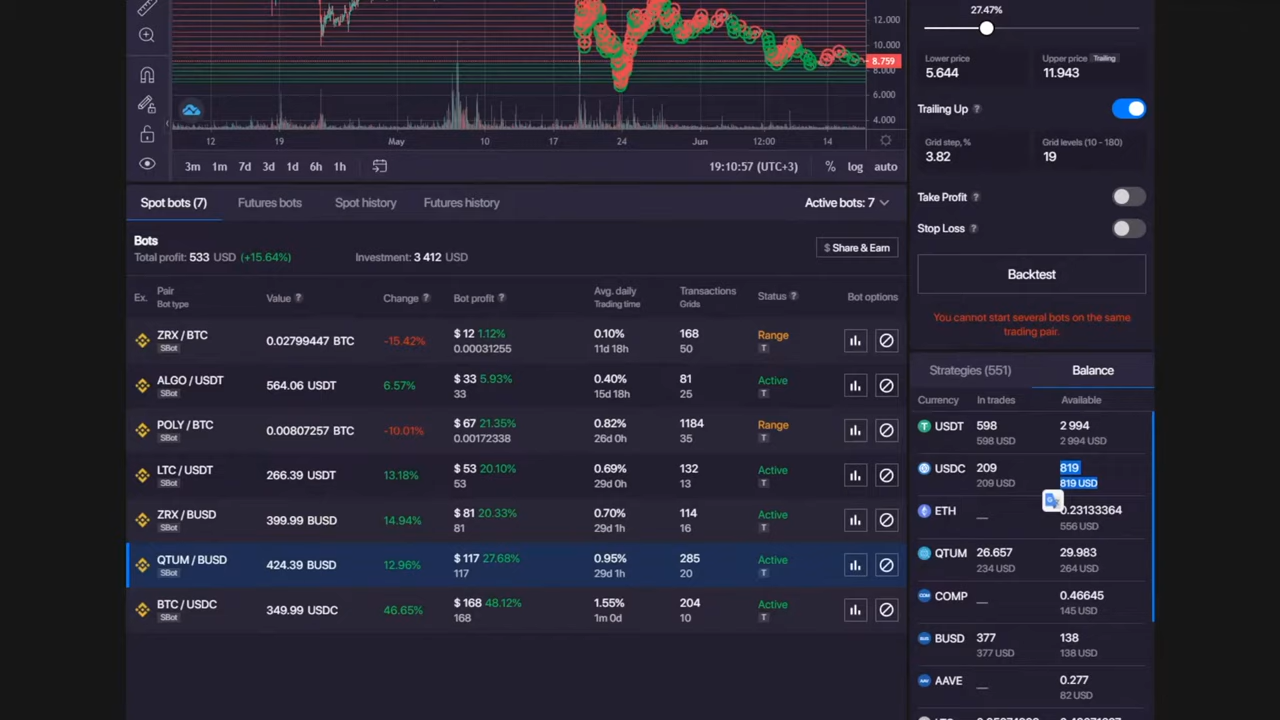 27.47%
12.000
10.000
8.759
8.000
6.000
4.000
12 19 May 10 17 24 Jun 12:00 14
3m 1m 7d 3d 1d 6h 1h
19:10:57 (UTC+3)
% log auto
Lower price
5.644
Upper price Trailing
11.943
Trailing Up ?
Grid step, %
3.82
Grid levels (10 - 180)
19
Take Profit ?
Stop Loss ?
Backtest
You cannot start several bots on the same
trading pair.
Spot bots (7) Futures bots Spot history Futures history Active bots: 7
Bots
Total profit: 533 USD (+15.64%) Investment: 3 412 USD
$ Share & Earn
Ex. Pair Value ? Change ? Bot profit ? Avg. daily Transactions Status ? Bot options
Bot type Trading time Grids
ZRX / BTC 0.02799447 BTC -15.42% $ 12 1.12% 0.10% 168 Range
SBot 0.00031255 11d 18h 50 T
ALGO / USDT 564.06 USDT 6.57% $ 33 5.93% 0.40% 81 Active
SBot 33 15d 18h 25 T
POLY / BTC 0.00807257 BTC -10.01% $ 67 21.35% 0.82% 1184 Range
SBot 0.00172338 26d 0h 35 T
LTC / USDT 266.39 USDT 13.18% $ 53 20.10% 0.69% 132 Active
SBot 53 29d 1h 13 T
ZRX / BUSD 399.99 BUSD 14.94% $ 81 20.33% 0.70% 114 Active
SBot 81 29d 1h 16 T
QTUM / BUSD 424.39 BUSD 12.96% $ 117 27.68% 0.95% 285 Active
SBot 117 29d 1h 20 T
BTC / USDC 349.99 USDC 46.65% $ 168 48.12% 1.55% 204 Active
SBot 168 1m 0d 10 T
Strategies (551) Balance
Currency In trades Available
USDT 598 2 994
598 USD 2 994 USD
USDC 209 819
209 USD 819 USD
ETH __ 0.23133364
556 USD
QTUM 26.657 29.983
234 USD 264 USD
COMP __ 0.46645
145 USD
BUSD 377 138
377 USD 138 USD
AAVE __ 0.277
82 USD